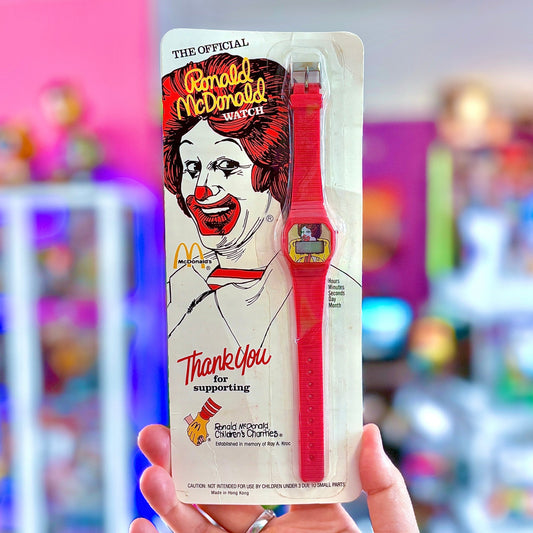 THE OFFICIAL
Ronald
McDonald
WATCH
®
McDonald's®
Hours
Minutes
Seconds
Day
Month
Thank You
for
supporting
Ronald McDonald
Children's Charities®
Established in memory of Ray A. Kroc
CAUTION: NOT INTENDED FOR USE BY CHILDREN UNDER 3 DUE TO SMALL PARTS
Made in Hong Kong